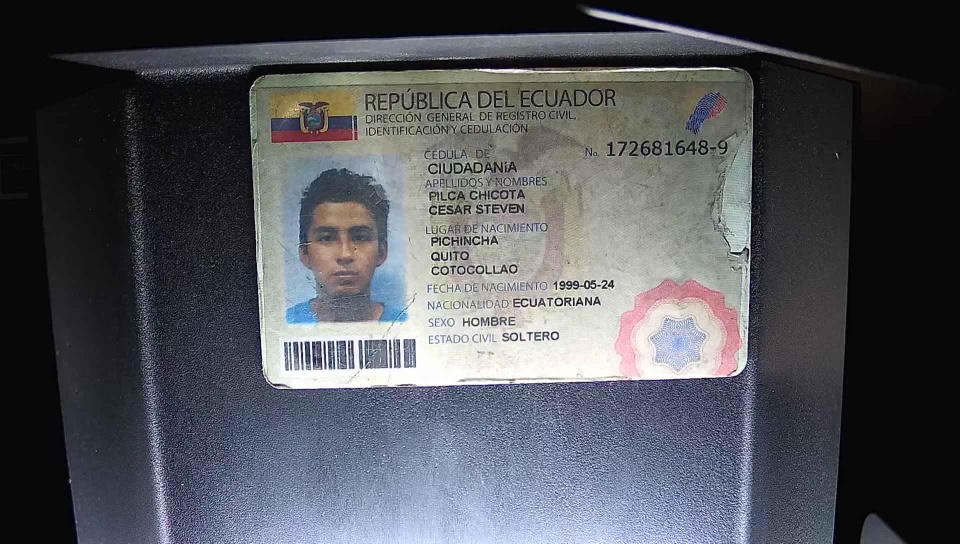 REPÚBLICA DEL ECUADOR
DIRECCIÓN GENERAL DE REGISTRO CIVIL,
IDENTIFICACIÓN Y CEDULACIÓN
CÉDULA DE
CIUDADANÍA
No. 172681648-9
APELLIDOS Y NOMBRES
PILCA CHICOTA
CESAR STEVEN
LUGAR DE NACIMIENTO
PICHINCHA
QUITO
COTOCOLLAO
FECHA DE NACIMIENTO 1999-05-24
NACIONALIDAD ECUATORIANA
SEXO HOMBRE
ESTADO CIVIL SOLTERO